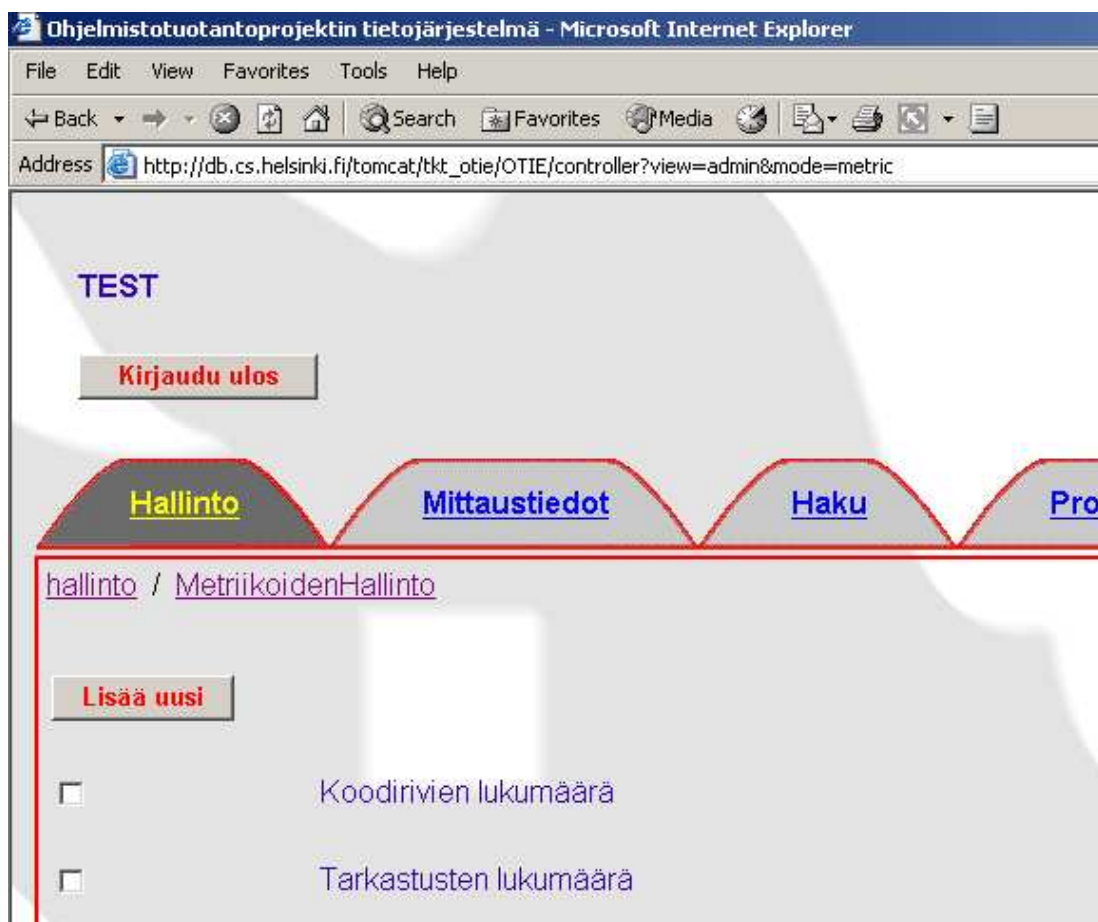 Ohjelmistotuotantoprojektin tietojärjestelmä - Microsoft Internet Explorer
File Edit View Favorites Tools Help
Back Search Favorites Media
Address http://db.cs.helsinki.fi/tomcat/tkt_otie/OTIE/controller?view=admin&mode=metric
TEST
Kirjaudu ulos
Hallinto Mittaustiedot Haku Pro
hallinto / MetriikoidenHallinto
Lisää uusi
Koodirivien lukumäärä
Tarkastusten lukumäärä